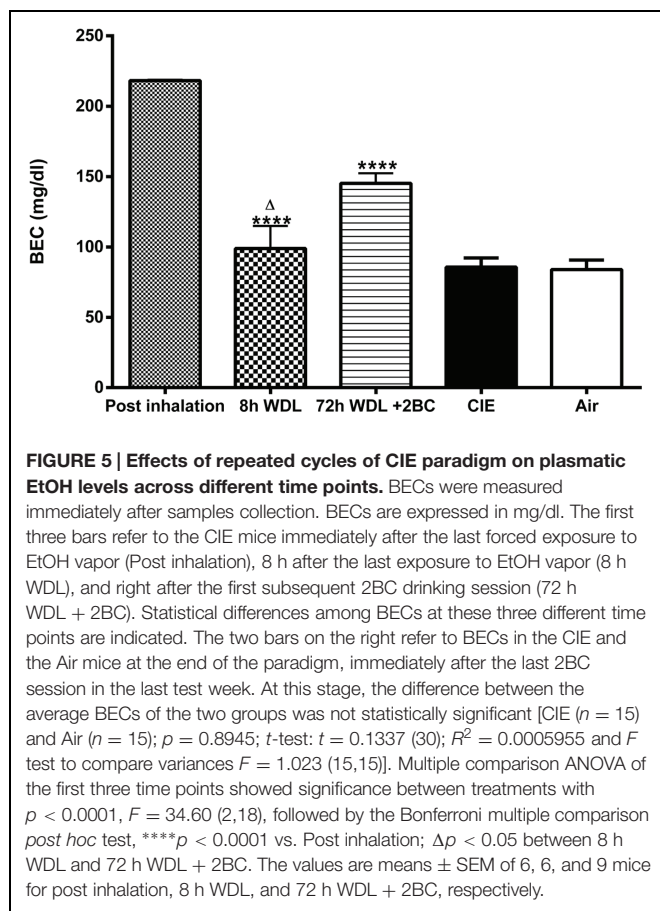 250
200
150
100
50
0
BEC (mg/dl)
Δ
****
****
Post inhalation 8h WDL 72h WDL +2BC CIE Air
FIGURE 5 | Effects of repeated cycles of CIE paradigm on plasmatic
EtOH levels across different time points. BECs were measured
immediately after samples collection. BECs are expressed in mg/dl. The first
three bars refer to the CIE mice immediately after the last forced exposure to
EtOH vapor (Post inhalation), 8 h after the last exposure to EtOH vapor (8 h
WDL), and right after the first subsequent 2BC drinking session (72 h
WDL + 2BC). Statistical differences among BECs at these three different time
points are indicated. The two bars on the right refer to BECs in the CIE and
the Air mice at the end of the paradigm, immediately after the last 2BC
session in the last test week. At this stage, the difference between the
average BECs of the two groups was not statistically significant [CIE (n = 15)
and Air (n = 15); p = 0.8945; t-test: t = 0.1337 (30); R² = 0.0005955 and F
test to compare variances F = 1.023 (15,15)]. Multiple comparison ANOVA of
the first three time points showed significance between treatments with
p < 0.0001, F = 34.60 (2,18), followed by the Bonferroni multiple comparison
post hoc test, ****p < 0.0001 vs. Post inhalation; Δp < 0.05 between 8 h
WDL and 72 h WDL + 2BC. The values are means ± SEM of 6, 6, and 9 mice
for post inhalation, 8 h WDL, and 72 h WDL + 2BC, respectively.